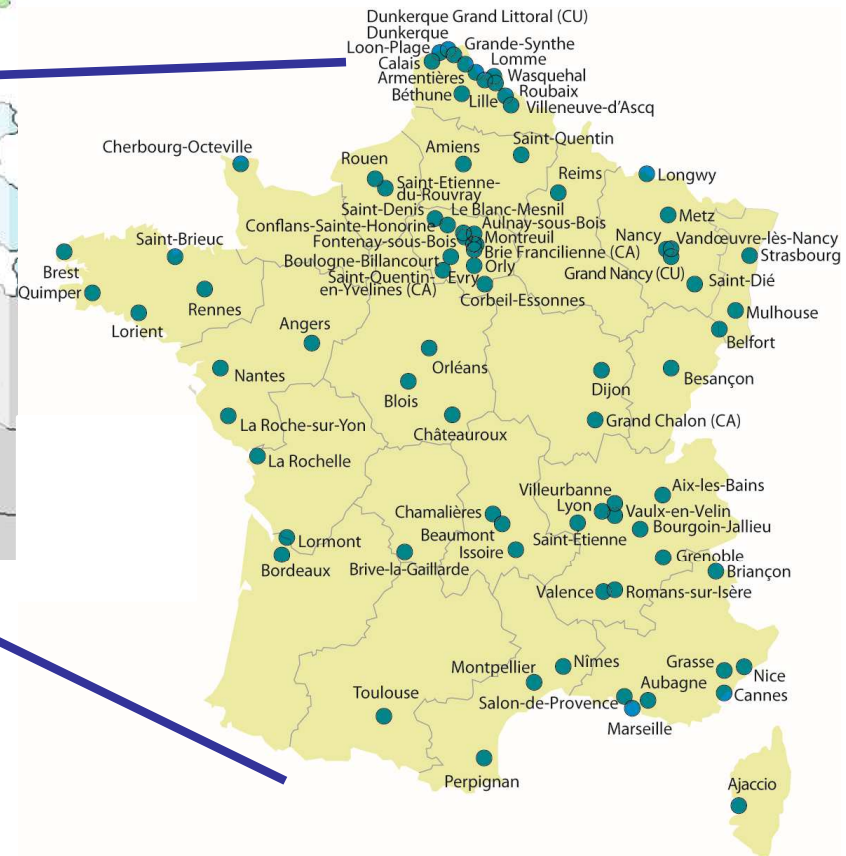 Dunkerque Grand Littoral (CU)
Dunkerque
Loon-Plage
Grande-Synthe
Calais
Lomme
Armentières
Wasquehal
Béthune
Lille
Roubaix
Villeneuve-d'Ascq
Cherbourg-Octeville
Rouen
Amiens
Saint-Quentin
Saint-Etienne-
du-Rouvray
Reims
Longwy
Saint-Denis
Le Blanc-Mesnil
Metz
Conflans-Sainte-Honorine
Aulnay-sous-Bois
Fontenay-sous-Bois
Montreuil
Nancy
Vandœuvre-lès-Nancy
Saint-Brieuc
Boulogne-Billancourt
Brie Francilienne (CA)
Strasbourg
Brest
Saint-Quentin-
en-Yvelines (CA)
Evry
Orly
Grand Nancy (CU)
Saint-Dié
Quimper
Rennes
Corbeil-Essonnes
Lorient
Angers
Mulhouse
Belfort
Nantes
Orléans
Dijon
Besançon
Blois
La Roche-sur-Yon
Châteauroux
Grand Chalon (CA)
La Rochelle
Villeurbanne
Aix-les-Bains
Chamalières
Lyon
Vaulx-en-Velin
Beaumont
Bourgoin-Jallieu
Lormont
Issoire
Saint-Étienne
Grenoble
Bordeaux
Brive-la-Gaillarde
Briançon
Valence
Romans-sur-Isère
Montpellier
Nîmes
Grasse
Nice
Toulouse
Salon-de-Provence
Aubagne
Cannes
Marseille
Perpignan
Ajaccio